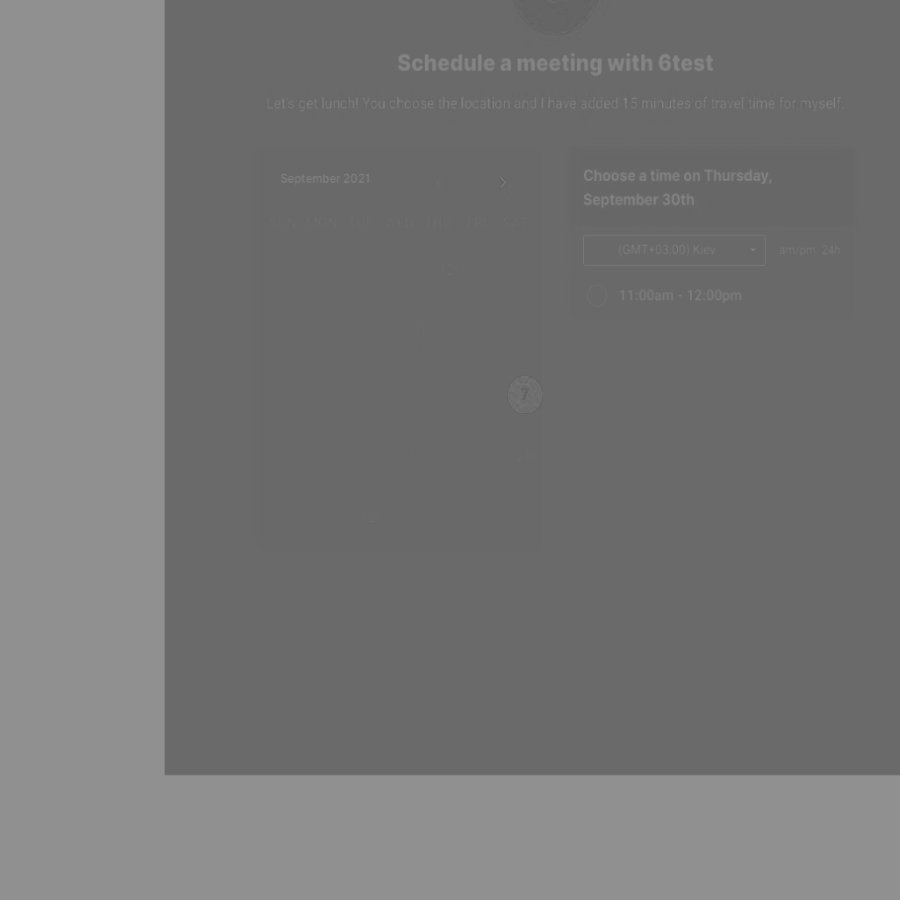 Schedule a meeting with 6test
Let's get lunch! You choose the location and I have added 15 minutes of travel time for myself.
September 2021
Choose a time on Thursday,
September 30th
(GMT+03:00) Kiev
am/pm 24h
11:00am - 12:00pm
7